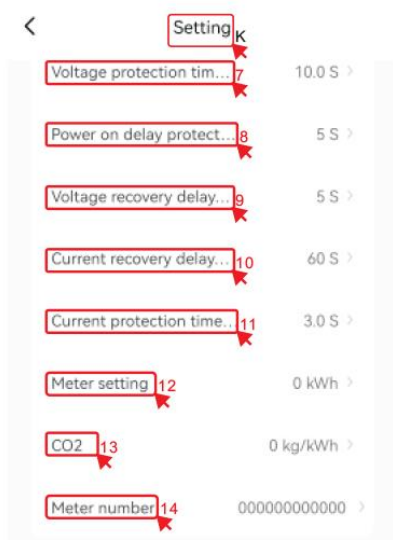 Setting K
Voltage protection tim... 7 10.0 S
Power on delay protect... 8 5 S
Voltage recovery delay... 9 5 S
Current recovery delay... 10 60 S
Current protection time... 11 3.0 S
Meter setting 12 0 kWh
CO2 13 0 kg/kWh
Meter number 14 000000000000